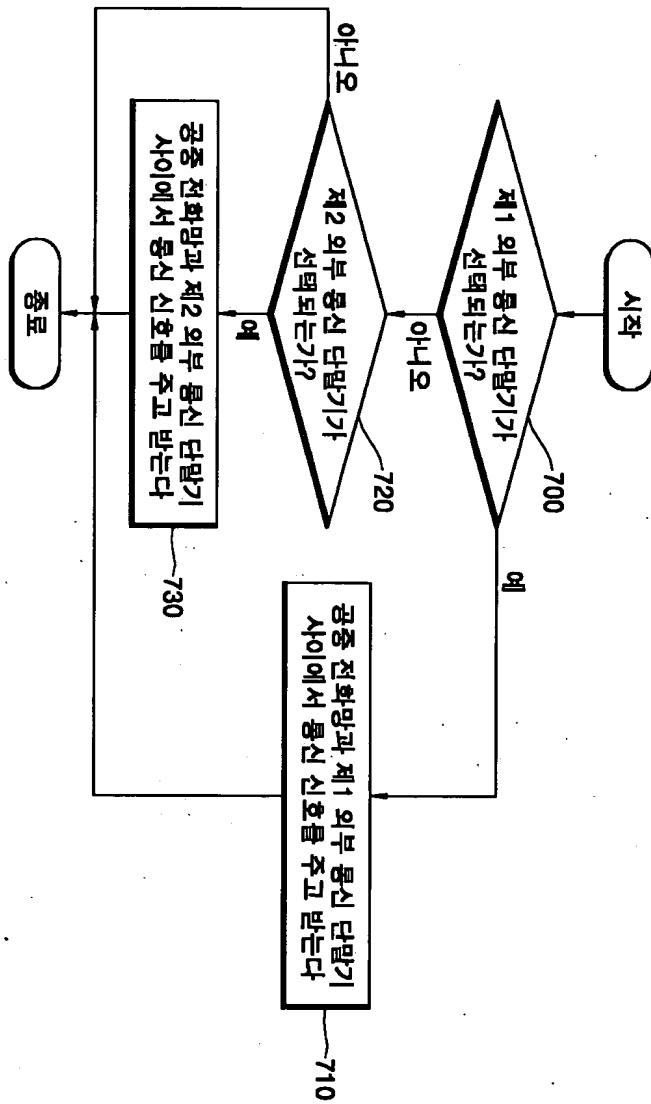 시작
제1 외부 통신 단말기가
선택되는가?
700
예
아니오
공중 전화망과 제1 외부 통신 단말기
사이에서 통신 신호를 주고 받는다
710
제2 외부 통신 단말기가
선택되는가?
720
아니오
예
공중 전화망과 제2 외부 통신 단말기
사이에서 통신 신호를 주고 받는다
730
종료